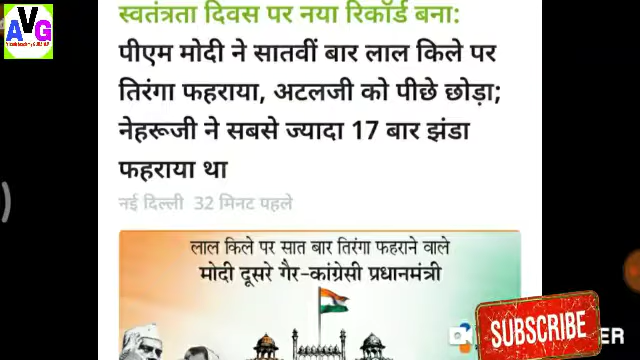 AVG
स्वतंत्रता दिवस पर नया रिकॉर्ड बना:
पीएम मोदी ने सातवीं बार लाल किले पर
तिरंगा फहराया, अटलजी को पीछे छोड़ा;
नेहरूजी ने सबसे ज्यादा 17 बार झंडा
फहराया था
नई दिल्ली 32 मिनट पहले
लाल किले पर सात बार तिरंगा फहराने वाले
मोदी दूसरे गैर-कांग्रेसी प्रधानमंत्री
SUBSCRIBE
ER